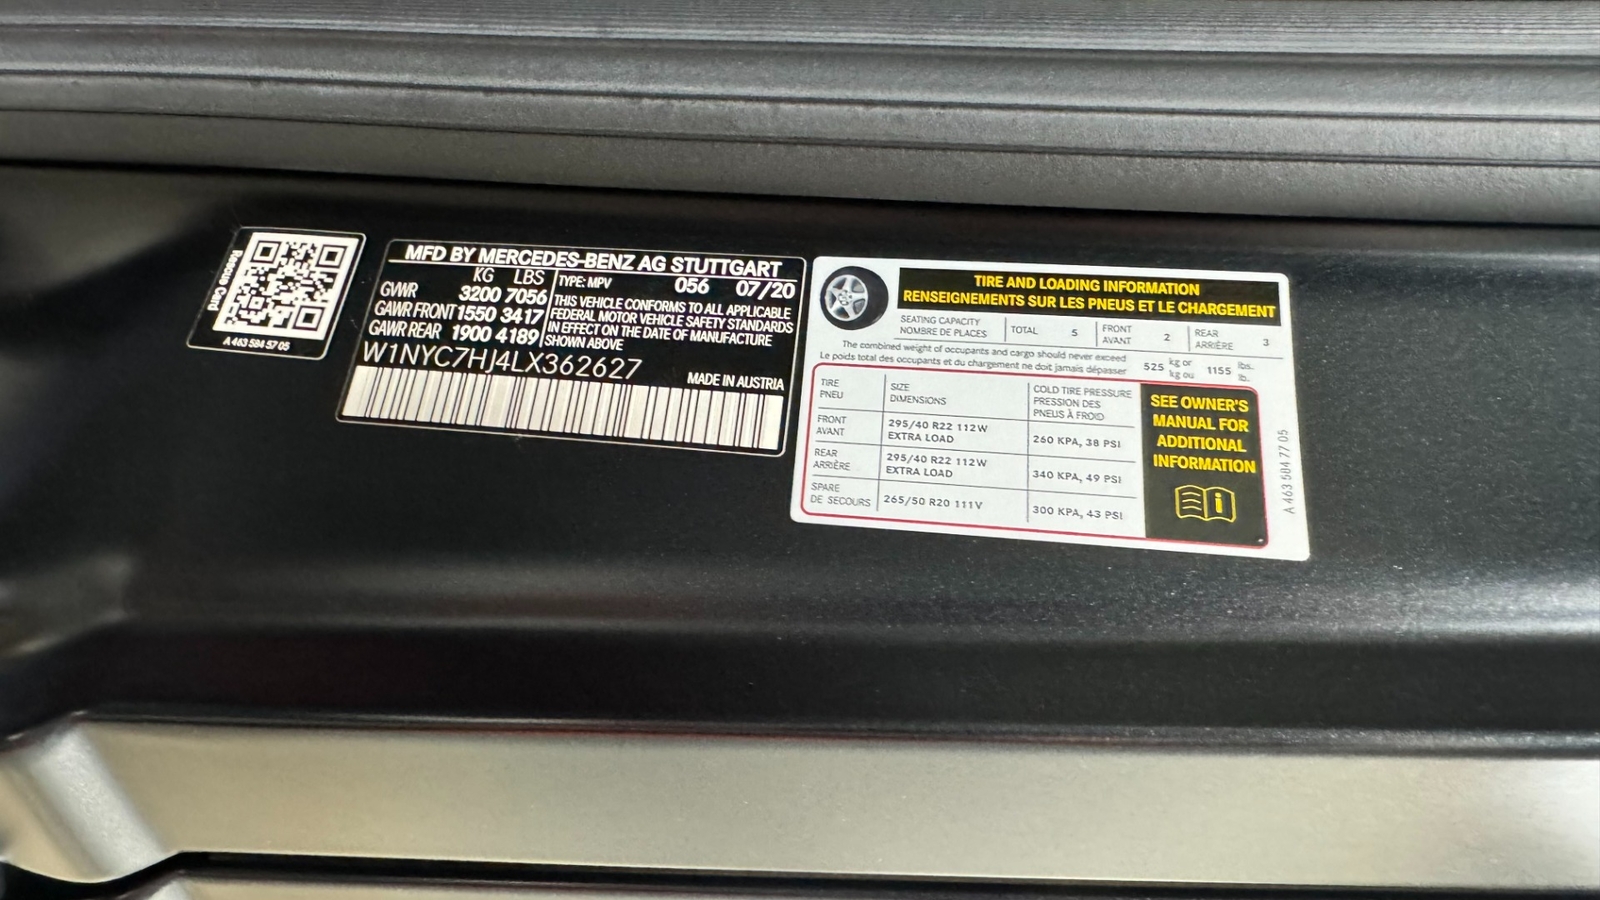 Rescue Card
A 463 584 57 05
MFD BY MERCEDES-BENZ AG STUTTGART
KG LBS
GVWR 3200 7056
GAWR FRONT 1550 3417
GAWR REAR 1900 4189
TYPE: MPV 056 07/20
THIS VEHICLE CONFORMS TO ALL APPLICABLE
FEDERAL MOTOR VEHICLE SAFETY STANDARDS
IN EFFECT ON THE DATE OF MANUFACTURE
SHOWN ABOVE
W1NYC7HJ4LX362627
MADE IN AUSTRIA
TIRE AND LOADING INFORMATION
RENSEIGNEMENTS SUR LES PNEUS ET LE CHARGEMENT
SEATING CAPACITY
NOMBRE DE PLACES
TOTAL 5
FRONT
AVANT
2
REAR
ARRIÈRE
3
The combined weight of occupants and cargo should never exceed
Le poids total des occupants et du chargement ne doit jamais dépasser
525 kg or
kg ou
1155 lbs.
lb.
TIRE
PNEU
SIZE
DIMENSIONS
COLD TIRE PRESSURE
PRESSION DES
PNEUS À FROID
FRONT
AVANT
295/40 R22 112W
EXTRA LOAD
260 KPA, 38 PSI
REAR
ARRIÈRE
295/40 R22 112W
EXTRA LOAD
340 KPA, 49 PSI
SPARE
DE SECOURS
265/50 R20 111V
300 KPA, 43 PSI
SEE OWNER'S
MANUAL FOR
ADDITIONAL
INFORMATION
A 463 584 77 05